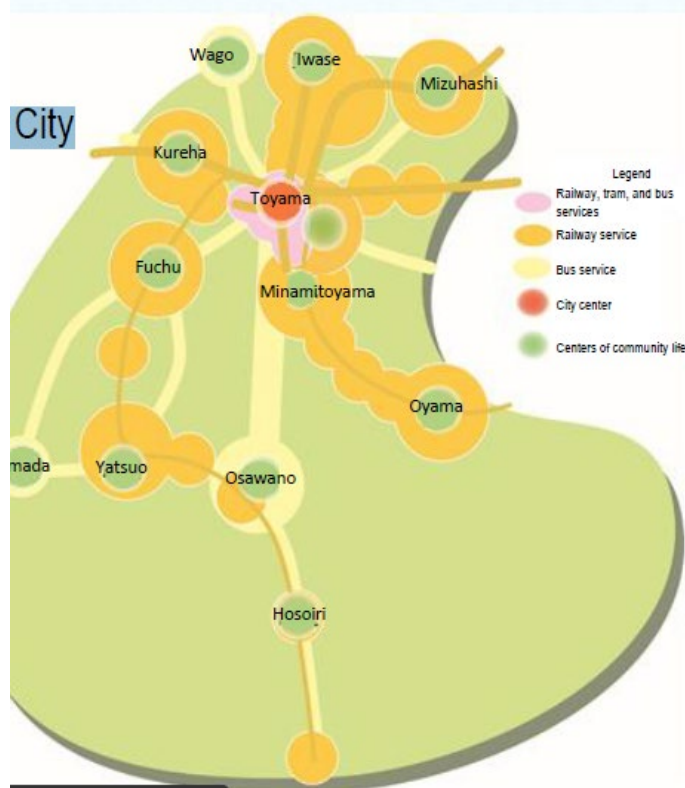 Wago
Iwase
Mizuhashi
City
Kureha
Toyama
Fuchu
Minamitoyama
Oyama
mada
Yatsuo
Osawano
Hosoiri
Legend
Railway, tram, and bus
services
Railway service
Bus service
City center
Centers of community life